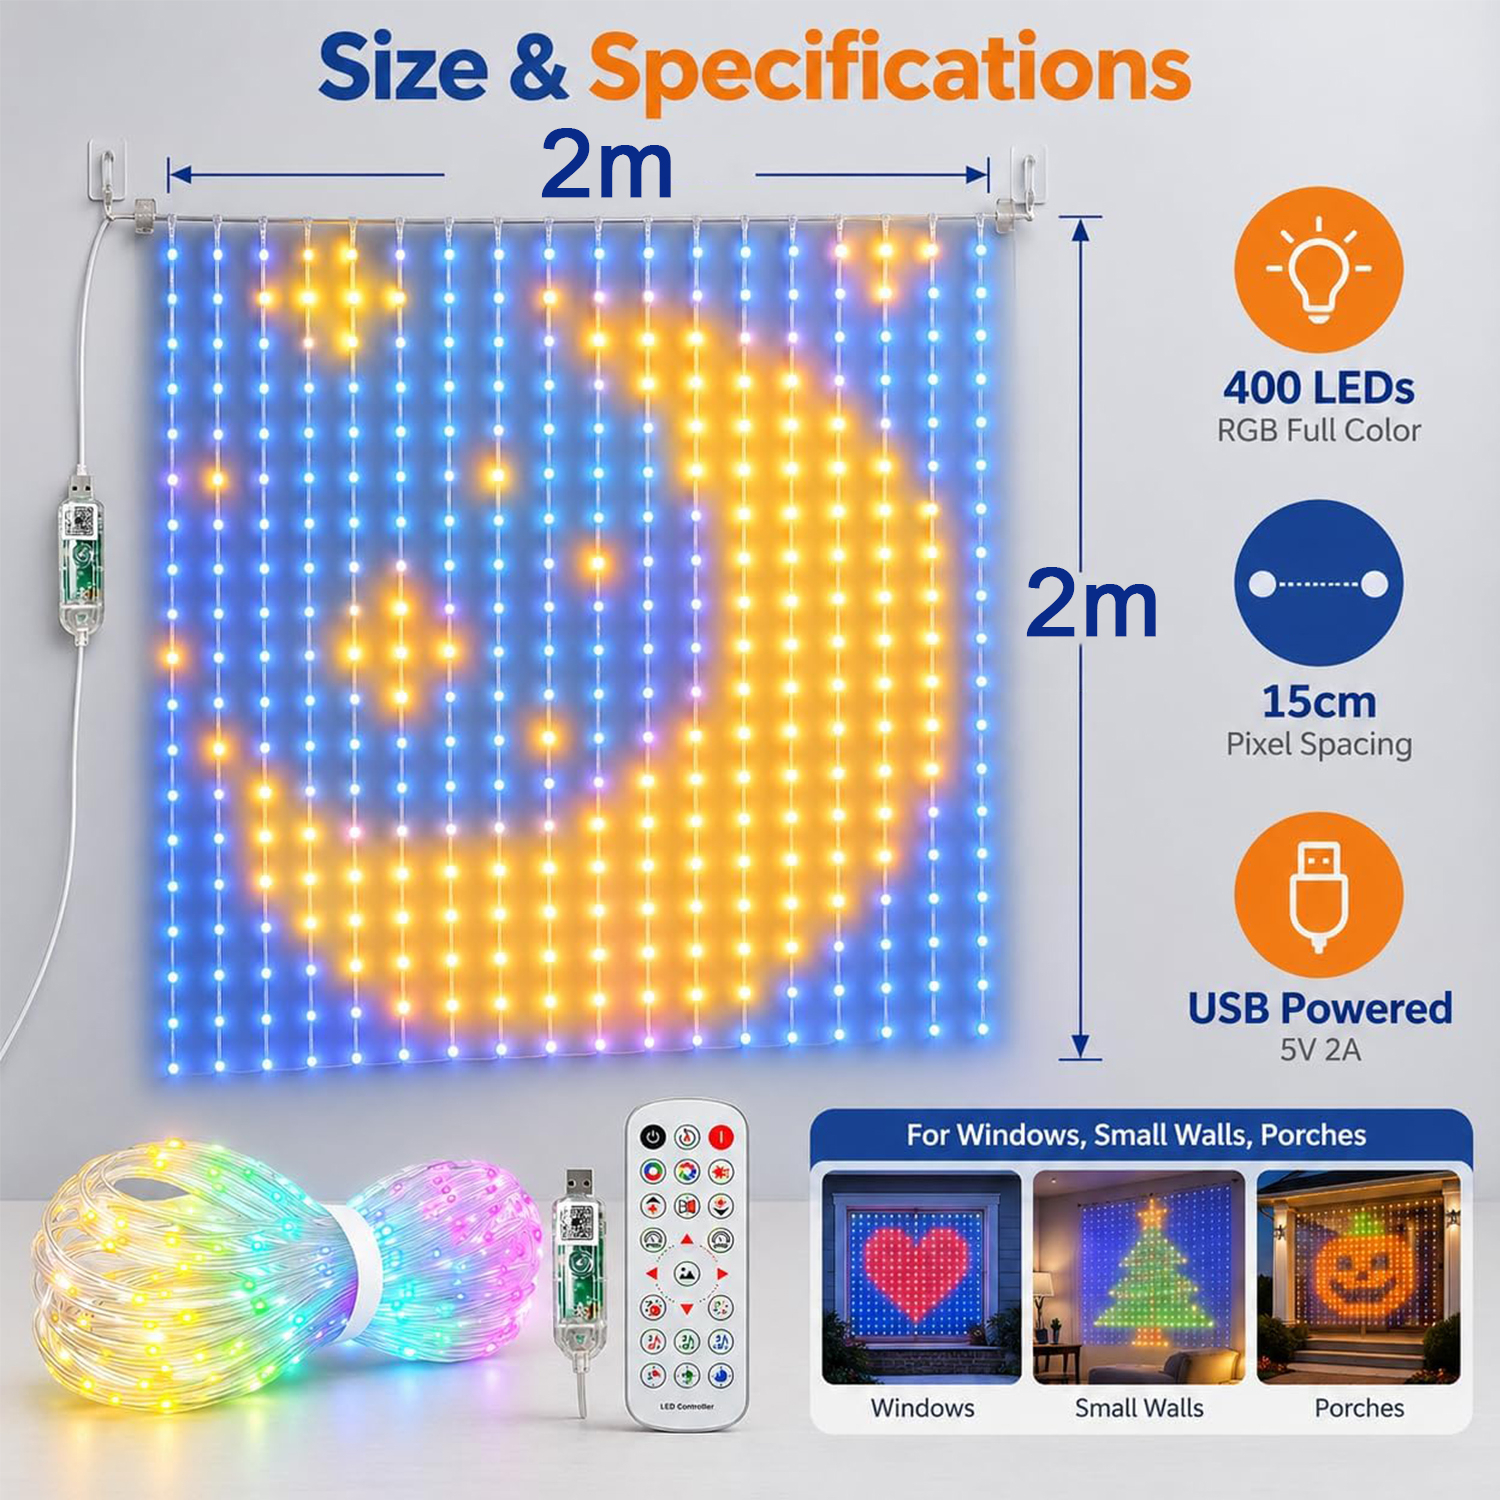 Size & Specifications
2m
2m
400 LEDs
RGB Full Color
15cm
Pixel Spacing
USB Powered
5V 2A
For Windows, Small Walls, Porches
Windows
Small Walls
Porches
LED Controller